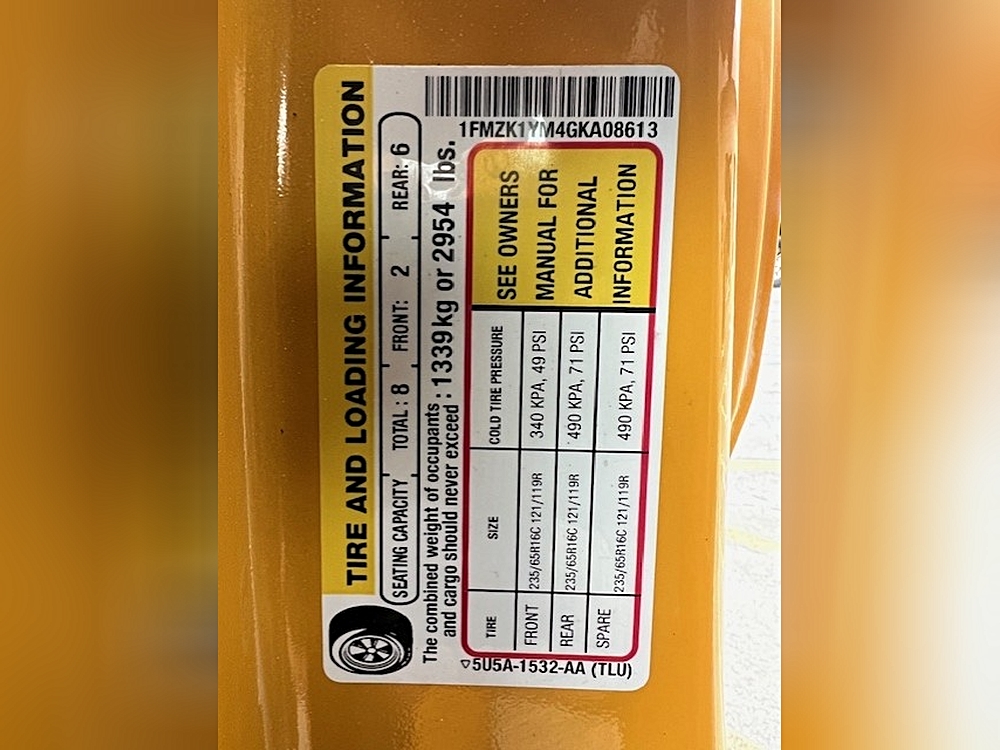 TIRE AND LOADING INFORMATION
SEATING CAPACITY TOTAL : 8 FRONT: 2 REAR: 6
The combined weight of occupants
and cargo should never exceed : 1339kg or 2954 lbs.
TIRE SIZE COLD TIRE PRESSURE
FRONT 235/65R16C 121/119R 340 KPA, 49 PSI
REAR 235/65R16C 121/119R 490 KPA, 71 PSI
SPARE 235/65R16C 121/119R 490 KPA, 71 PSI
SEE OWNERS
MANUAL FOR
ADDITIONAL
INFORMATION
1FMZK1YM4GKA08613
5U5A-1532-AA (TLU)